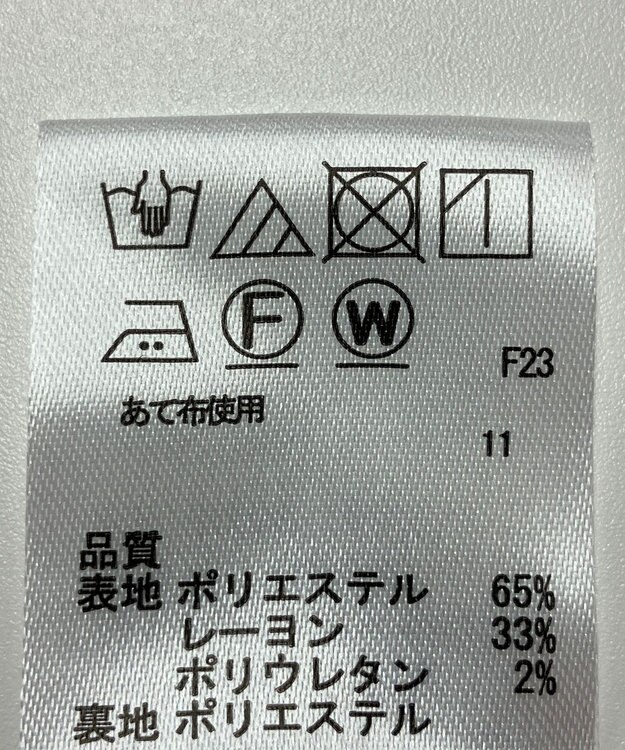 F W
F23
あて布使用
11
品質
表地 ポリエステル 65%
レーヨン 33%
ポリウレタン 2%
裏地 ポリエステル